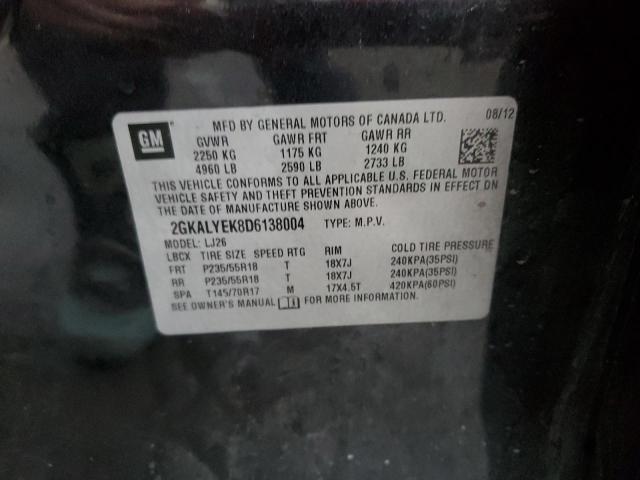 GM
MFD BY GENERAL MOTORS OF CANADA LTD. 08/12
GVWR GAWR FRT GAWR RR
2250 KG 1175 KG 1240 KG
4960 LB 2590 LB 2733 LB
THIS VEHICLE CONFORMS TO ALL APPLICABLE U.S. FEDERAL MOTOR
VEHICLE SAFETY AND THEFT PREVENTION STANDARDS IN EFFECT ON
THE DATE OF MANUFACTURE SHOWN ABOVE.
2GKALYEK8D6138004 TYPE: M.P.V.
MODEL: LJ26
LBCX TIRE SIZE SPEED RTG RIM COLD TIRE PRESSURE
FRT P235/55R18 T 18X7J 240KPA(35PSI)
RR P235/55R18 T 18X7J 240KPA(35PSI)
SPA T145/70R17 M 17X4.5T 420KPA(60PSI)
SEE OWNER'S MANUAL i FOR MORE INFORMATION.